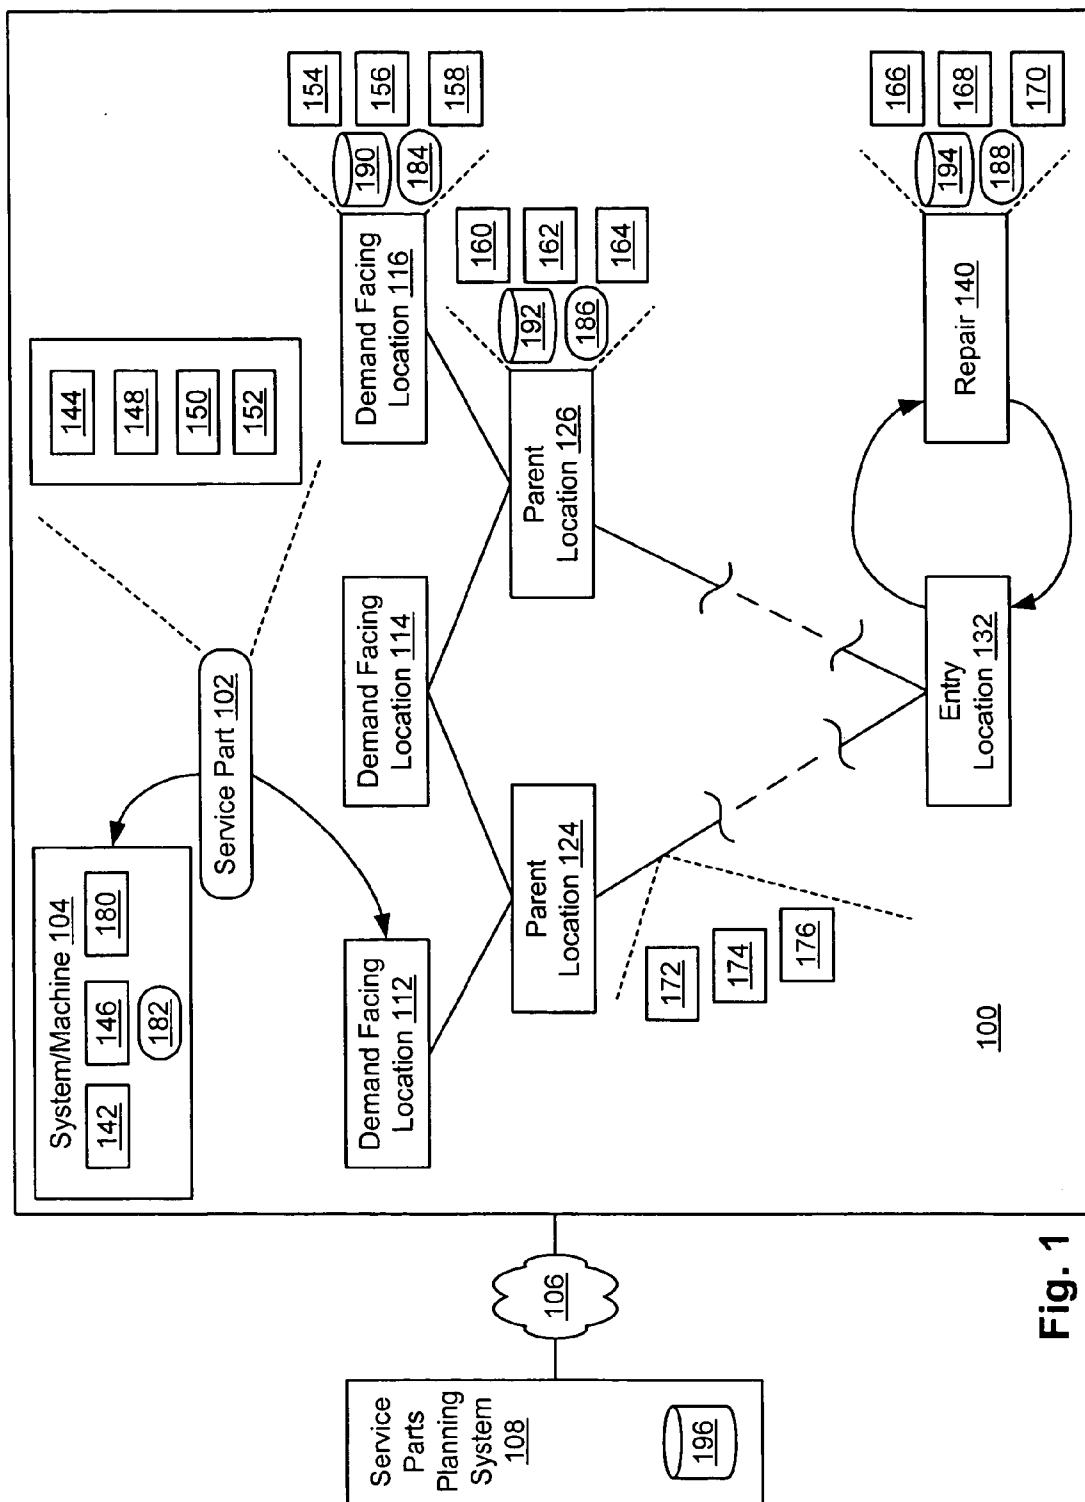 System/Machine 104
142
146
180
182
Service Part 102
144
148
150
152
Demand Facing
Location 112
Demand Facing
Location 114
Demand Facing
Location 116
190
184
154
156
158
Parent
Location 124
Parent
Location 126
192
186
160
162
164
172
174
176
Entry
Location 132
Repair 140
194
188
166
168
170
100
106
Service
Parts
Planning
System
108
196
Fig. 1